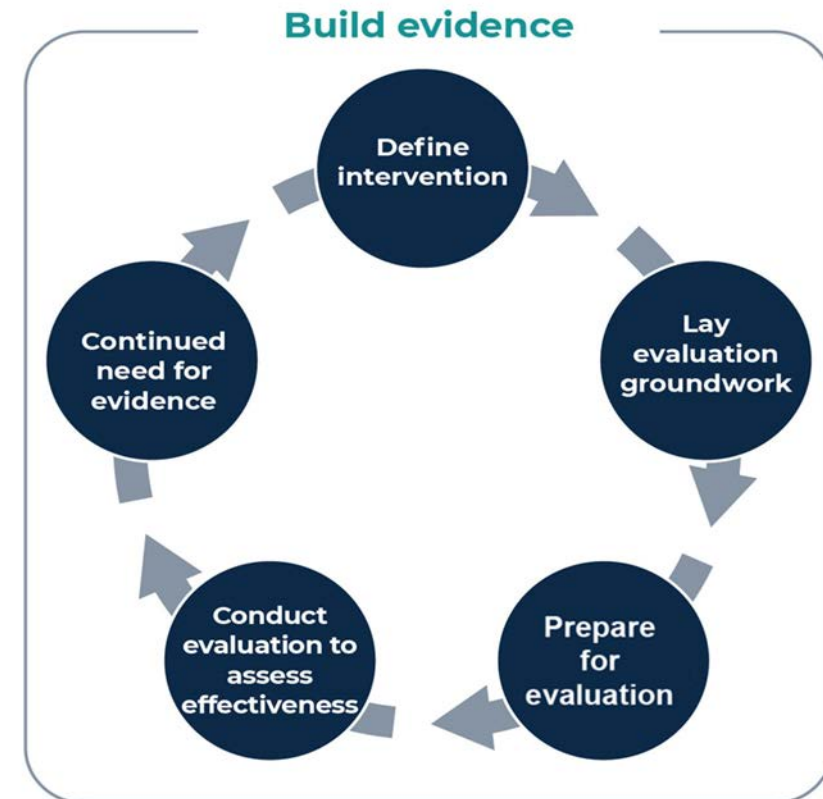 Build evidence
Define
intervention
Lay
evaluation
groundwork
Prepare
for
evaluation
Conduct
evaluation to
assess
effectiveness
Continued
need for
evidence